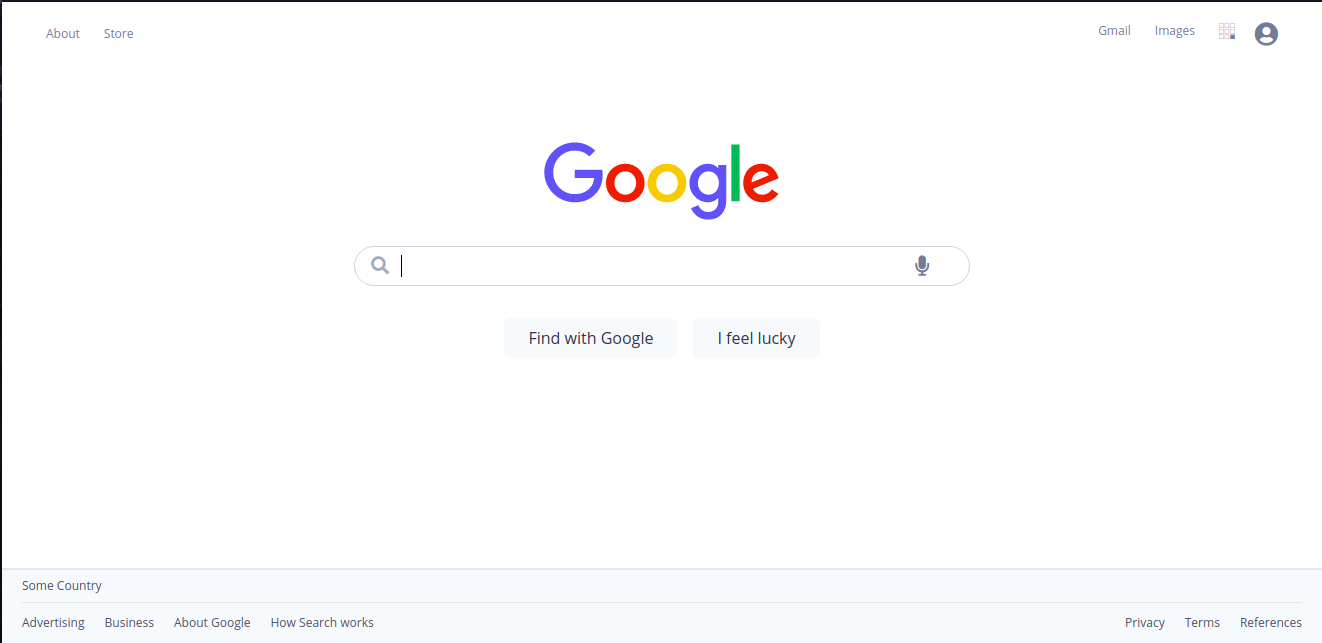 About Store Gmail Images
Google
Find with Google I feel lucky
Some Country
Advertising Business About Google How Search works Privacy Terms References